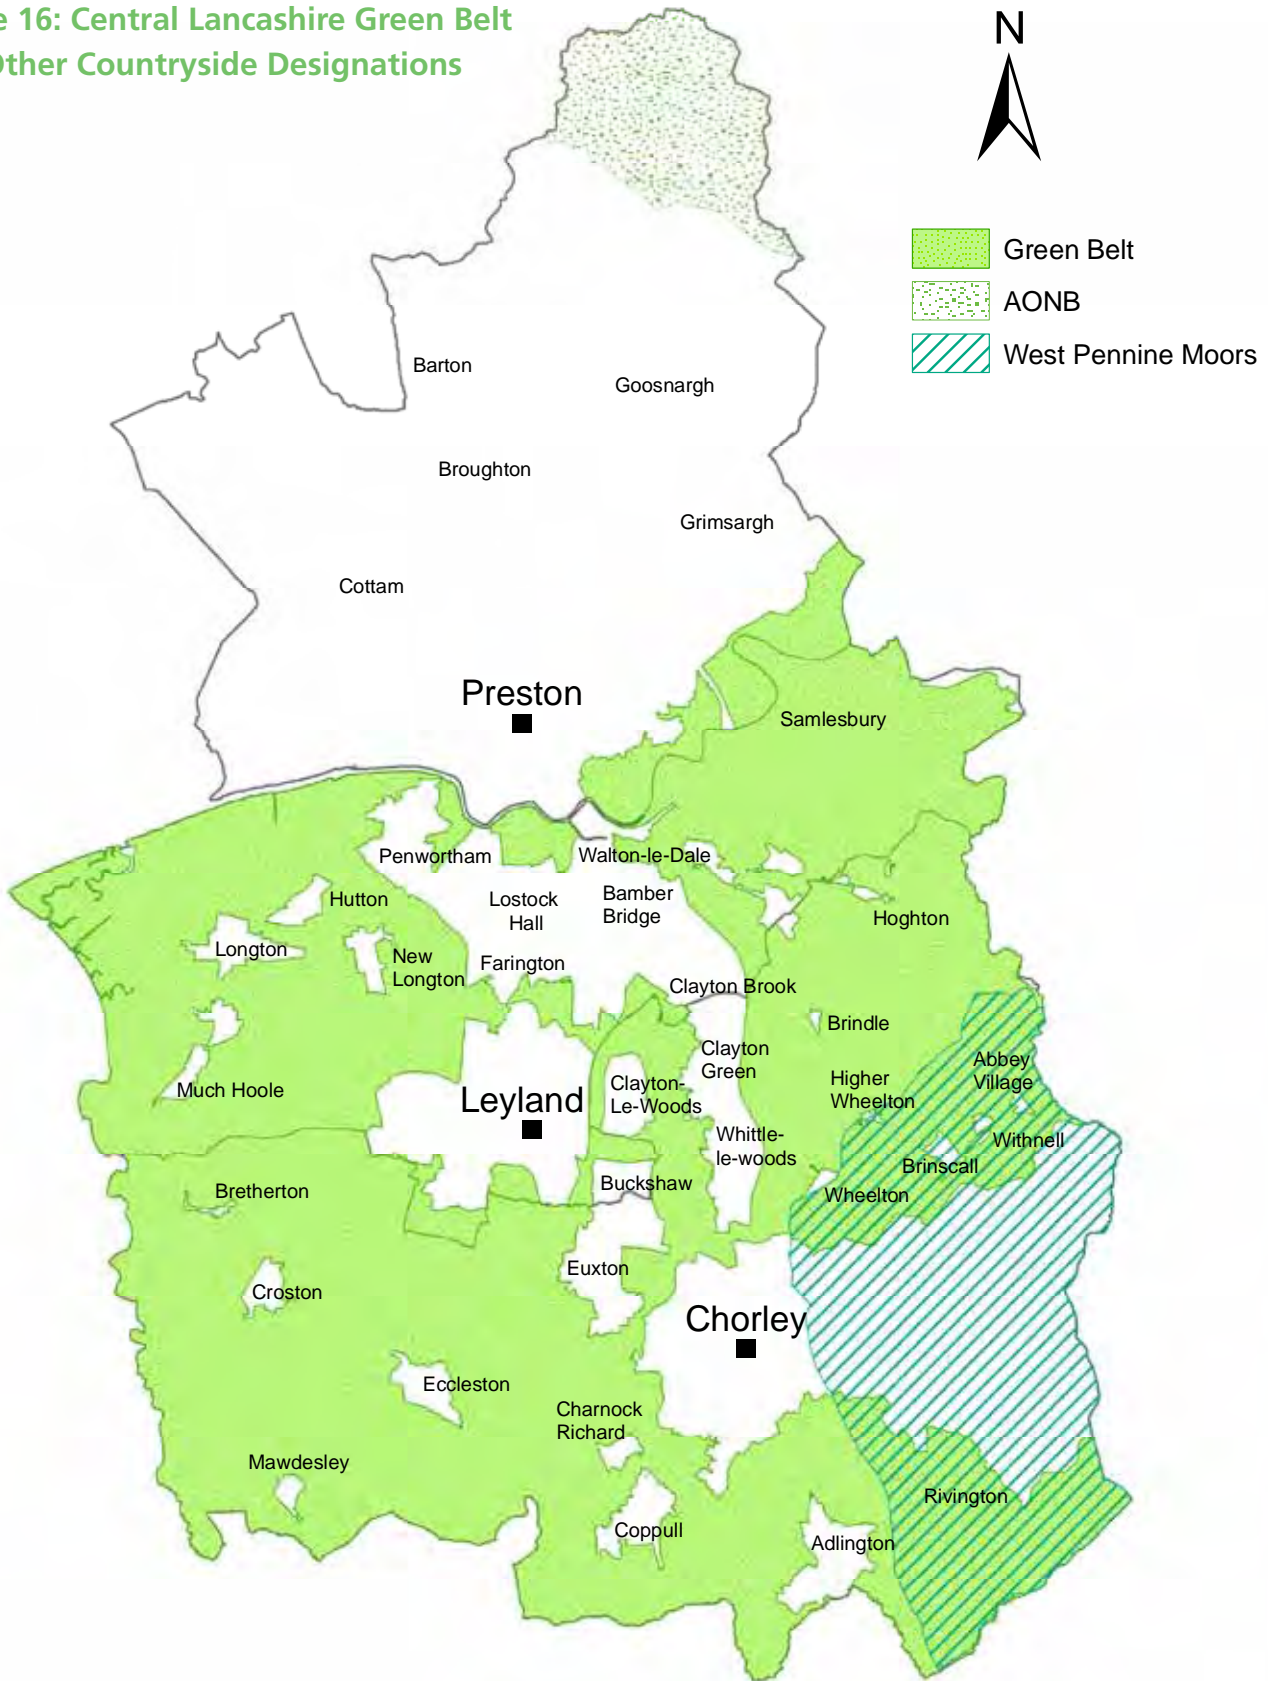 e 16: Central Lancashire Green Belt
Other Countryside Designations
N
Green Belt
AONB
West Pennine Moors
Barton
Goosnargh
Broughton
Grimsargh
Cottam
Preston
Samlesbury
Penwortham
Walton-le-Dale
Hutton
Lostock
Hall
Bamber
Bridge
Hoghton
Longton
New
Longton
Farington
Clayton Brook
Brindle
Clayton
Green
Abbey
Village
Much Hoole
Leyland
Clayton-
Le-Woods
Higher
Wheelton
Whittle-
le-woods
Withnell
Brinscall
Buckshaw
Wheelton
Bretherton
Euxton
Croston
Chorley
Eccleston
Charnock
Richard
Mawdesley
Rivington
Coppull
Adlington